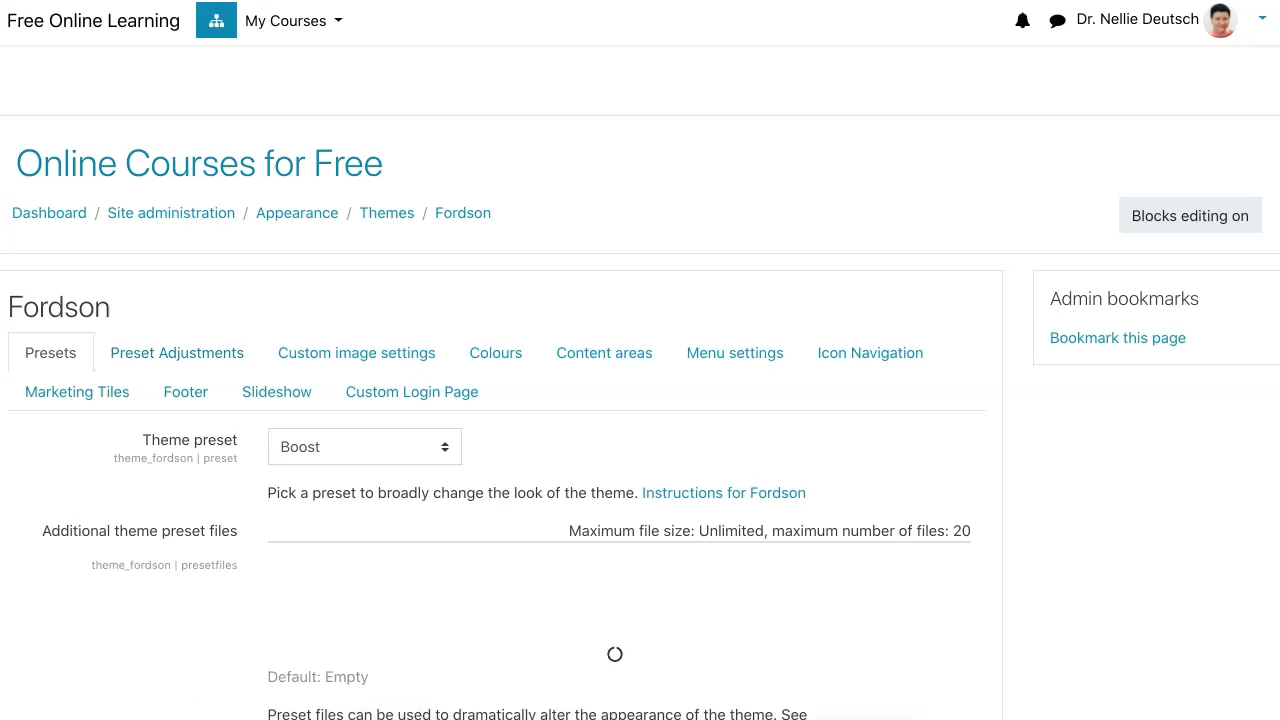 Free Online Learning My Courses Dr. Nellie Deutsch
Online Courses for Free
Dashboard / Site administration / Appearance / Themes / Fordson
Blocks editing on
Fordson
Presets Preset Adjustments Custom image settings Colours Content areas Menu settings Icon Navigation
Marketing Tiles Footer Slideshow Custom Login Page
Theme preset Boost
theme_fordson | preset
Pick a preset to broadly change the look of the theme. Instructions for Fordson
Additional theme preset files Maximum file size: Unlimited, maximum number of files: 20
theme_fordson | presetfiles
Default: Empty
Preset files can be used to dramatically alter the appearance of the theme. See
Admin bookmarks
Bookmark this page